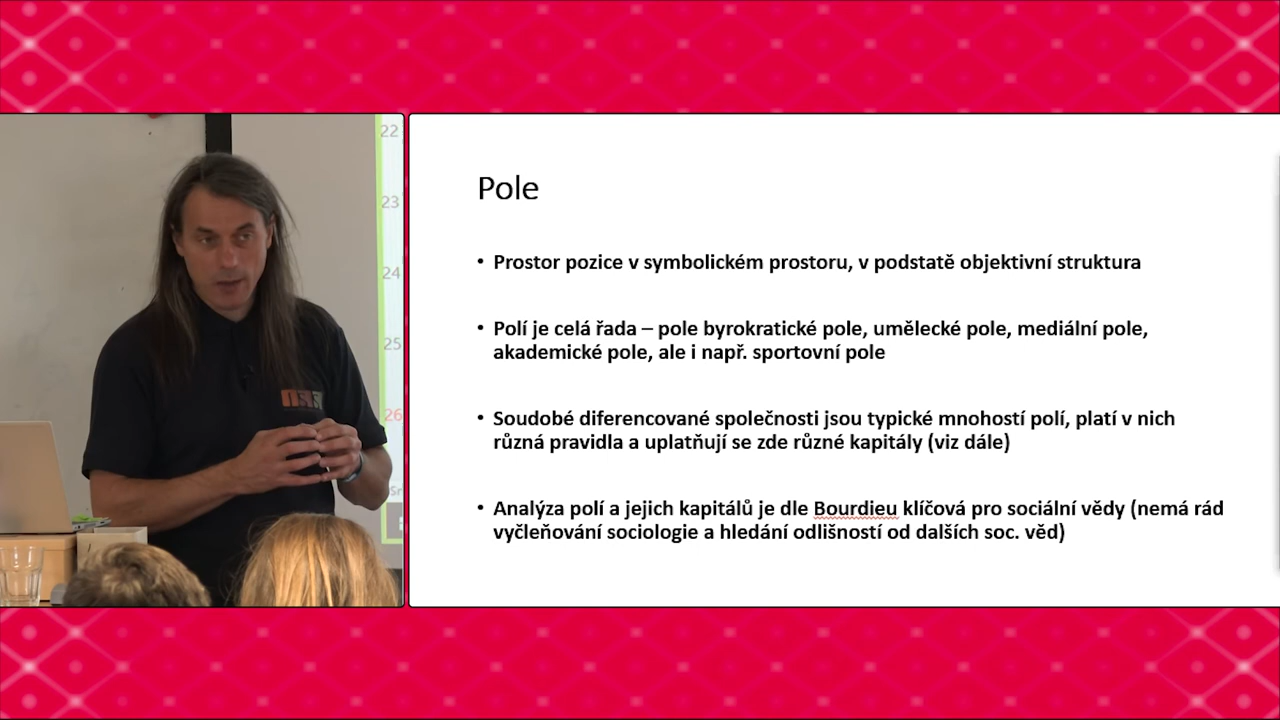 22
23
24
25
26
Pole
• Prostor pozice v symbolickém prostoru, v podstatě objektivní struktura
• Polí je celá řada – pole byrokratické pole, umělecké pole, mediální pole,
akademické pole, ale i např. sportovní pole
• Soudobé diferencované společnosti jsou typické mnohostí polí, platí v nich
různá pravidla a uplatňují se zde různé kapitály (viz dále)
• Analýza polí a jejich kapitálů je dle Bourdieu klíčová pro sociální vědy (nemá rád
vyčleňování sociologie a hledání odlišností od dalších soc. věd)